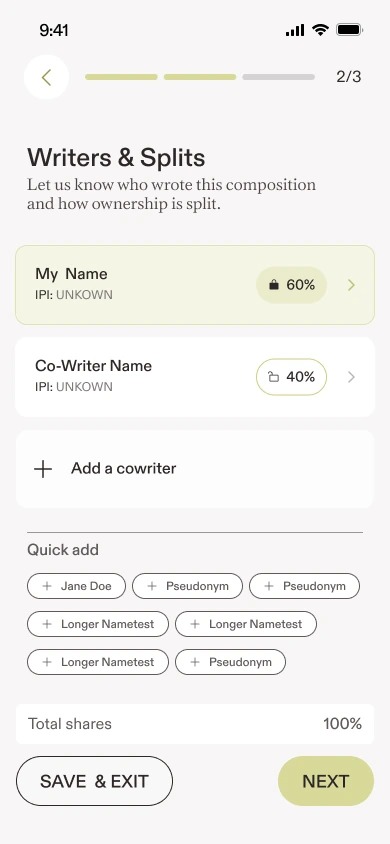 9:41
2/3
Writers & Splits
Let us know who wrote this composition
and how ownership is split.
My Name
IPI: UNKOWN
60%
Co-Writer Name
IPI: UNKOWN
40%
Add a cowriter
Quick add
Jane Doe
Pseudonym
Pseudonym
Longer Nametest
Longer Nametest
Longer Nametest
Pseudonym
Total shares 100%
SAVE & EXIT
NEXT